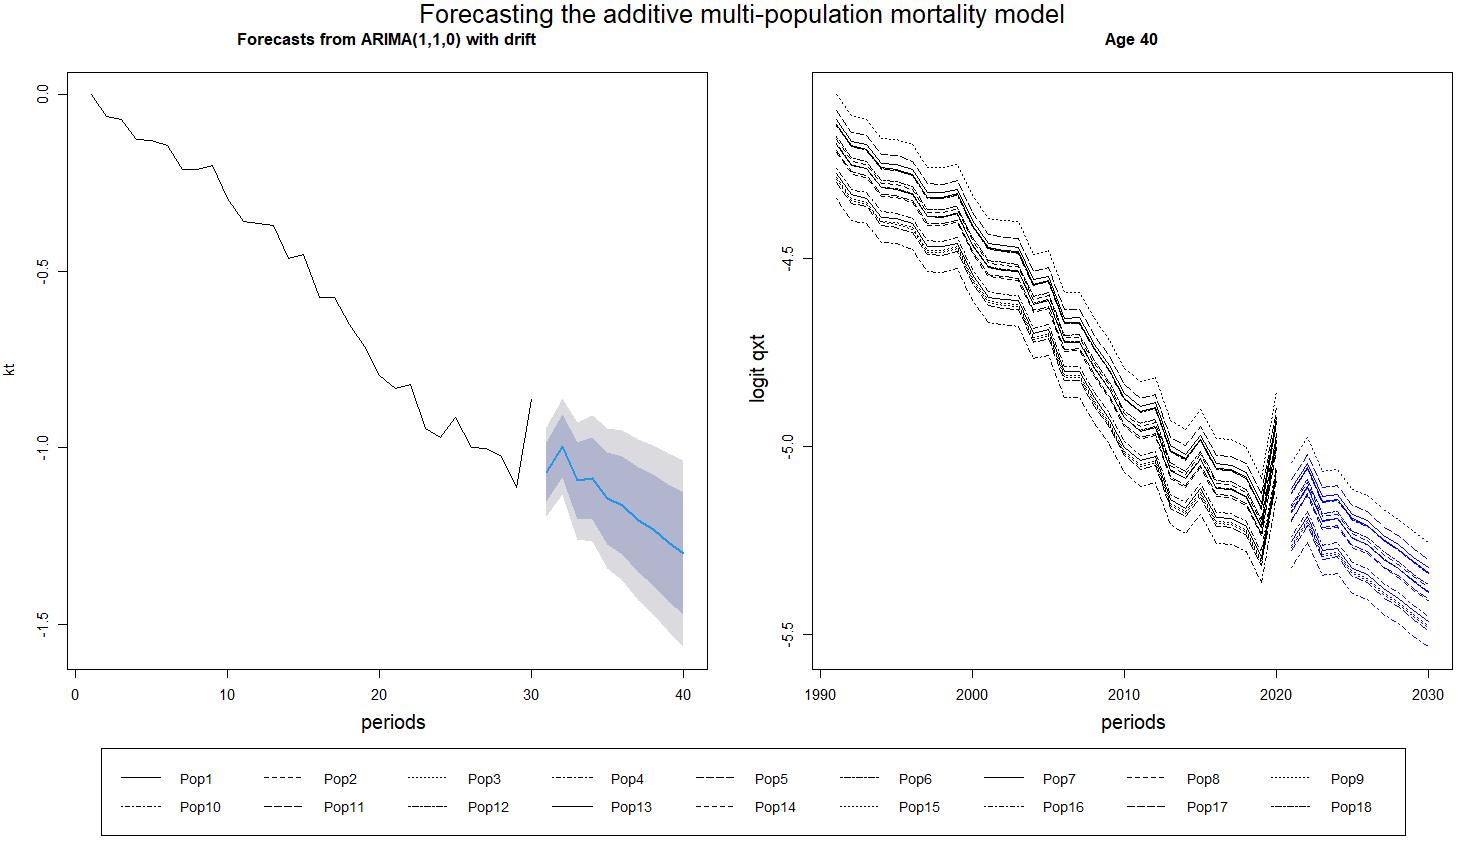 Forecasting the additive multi-population mortality model
Forecasts from ARIMA(1,1,0) with drift
kt
0.0
-0.5
-1.0
-1.5
0 10 20 30 40
periods
Age 40
logit qxt
-4.5
-5.0
-5.5
1990 2000 2010 2020 2030
periods
Pop1 Pop2 Pop3 Pop4 Pop5 Pop6 Pop7 Pop8 Pop9
Pop10 Pop11 Pop12 Pop13 Pop14 Pop15 Pop16 Pop17 Pop18